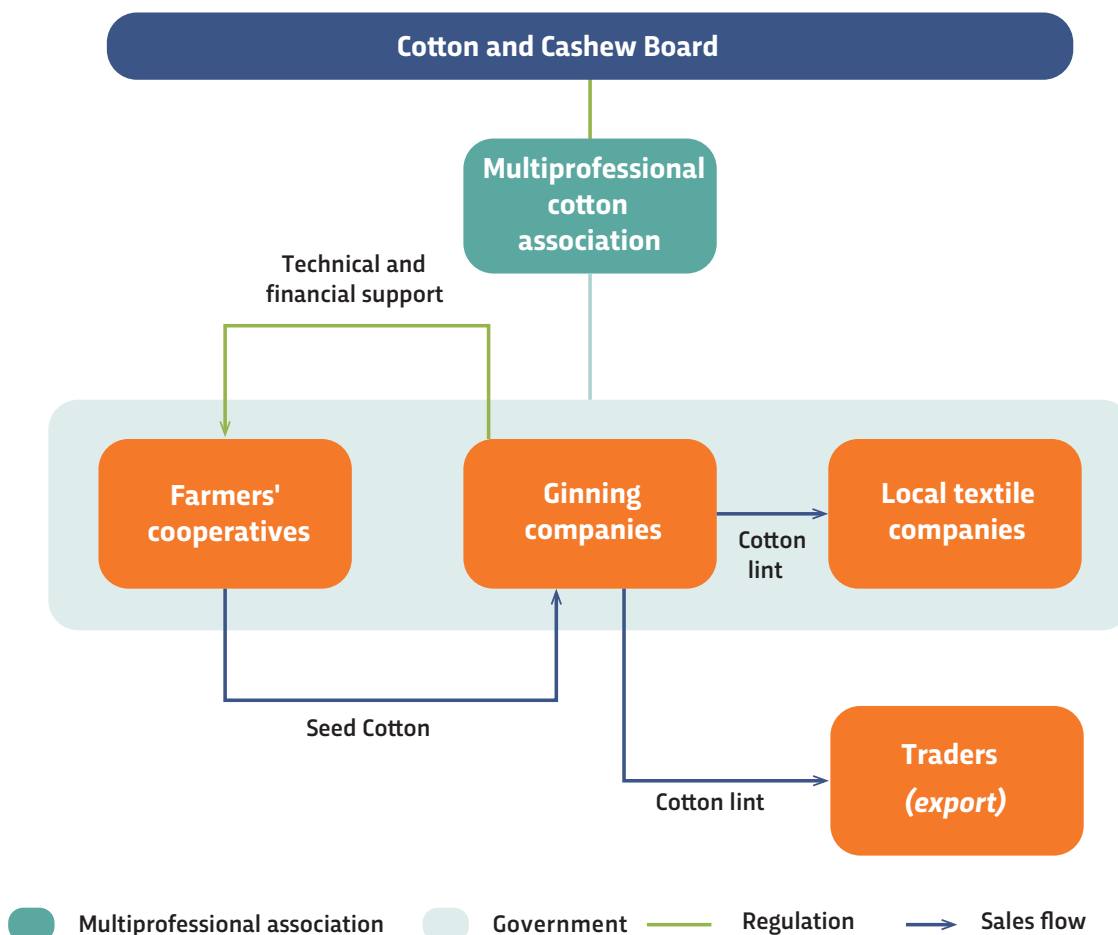 Cotton and Cashew Board
Multiprofessional
cotton
association
Technical and
financial support
Farmers'
cooperatives
Ginning
companies
Local textile
companies
Cotton
lint
Seed Cotton
Cotton lint
Traders
(export)
Multiprofessional association
Government
Regulation
Sales flow